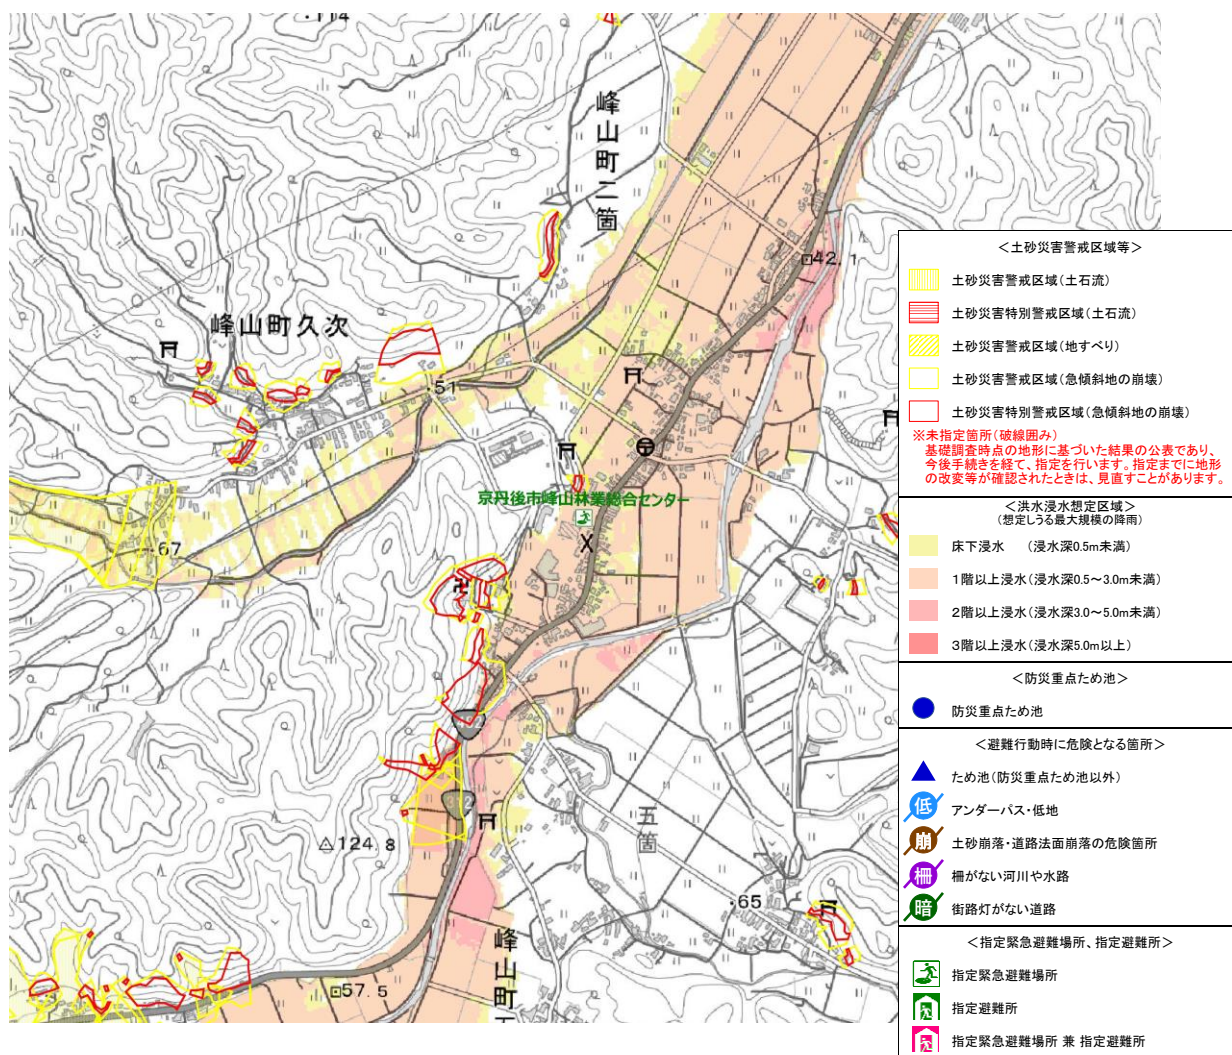 114
峰山町二箇
100
42.1
峰山町久次
51
京丹後市峰山林業総合センター
67
312
五箇
124.8
65
峰山町五
57.5
＜土砂災害警戒区域等＞
土砂災害警戒区域（土石流）
土砂災害特別警戒区域（土石流）
土砂災害警戒区域（地すべり）
土砂災害警戒区域（急傾斜地の崩壊）
土砂災害特別警戒区域（急傾斜地の崩壊）
※未指定箇所（破線囲み）
基礎調査時点の地形に基づいた結果の公表であり、
今後手続きを経て、指定を行います。指定までに地形
の改変等が確認されたときは、見直すことがあります。
＜洪水浸水想定区域＞
（想定しうる最大規模の降雨）
床下浸水　（浸水深0.5m未満）
1階以上浸水（浸水深0.5～3.0m未満）
2階以上浸水（浸水深3.0～5.0m未満）
3階以上浸水（浸水深5.0m以上）
＜防災重点ため池＞
防災重点ため池
＜避難行動時に危険となる箇所＞
ため池（防災重点ため池以外）
低 アンダーパス・低地
崩 土砂崩落・道路法面崩落の危険箇所
柵 柵がない河川や水路
暗 街路灯がない道路
＜指定緊急避難場所、指定避難所＞
指定緊急避難場所
指定避難所
指定緊急避難場所 兼 指定避難所